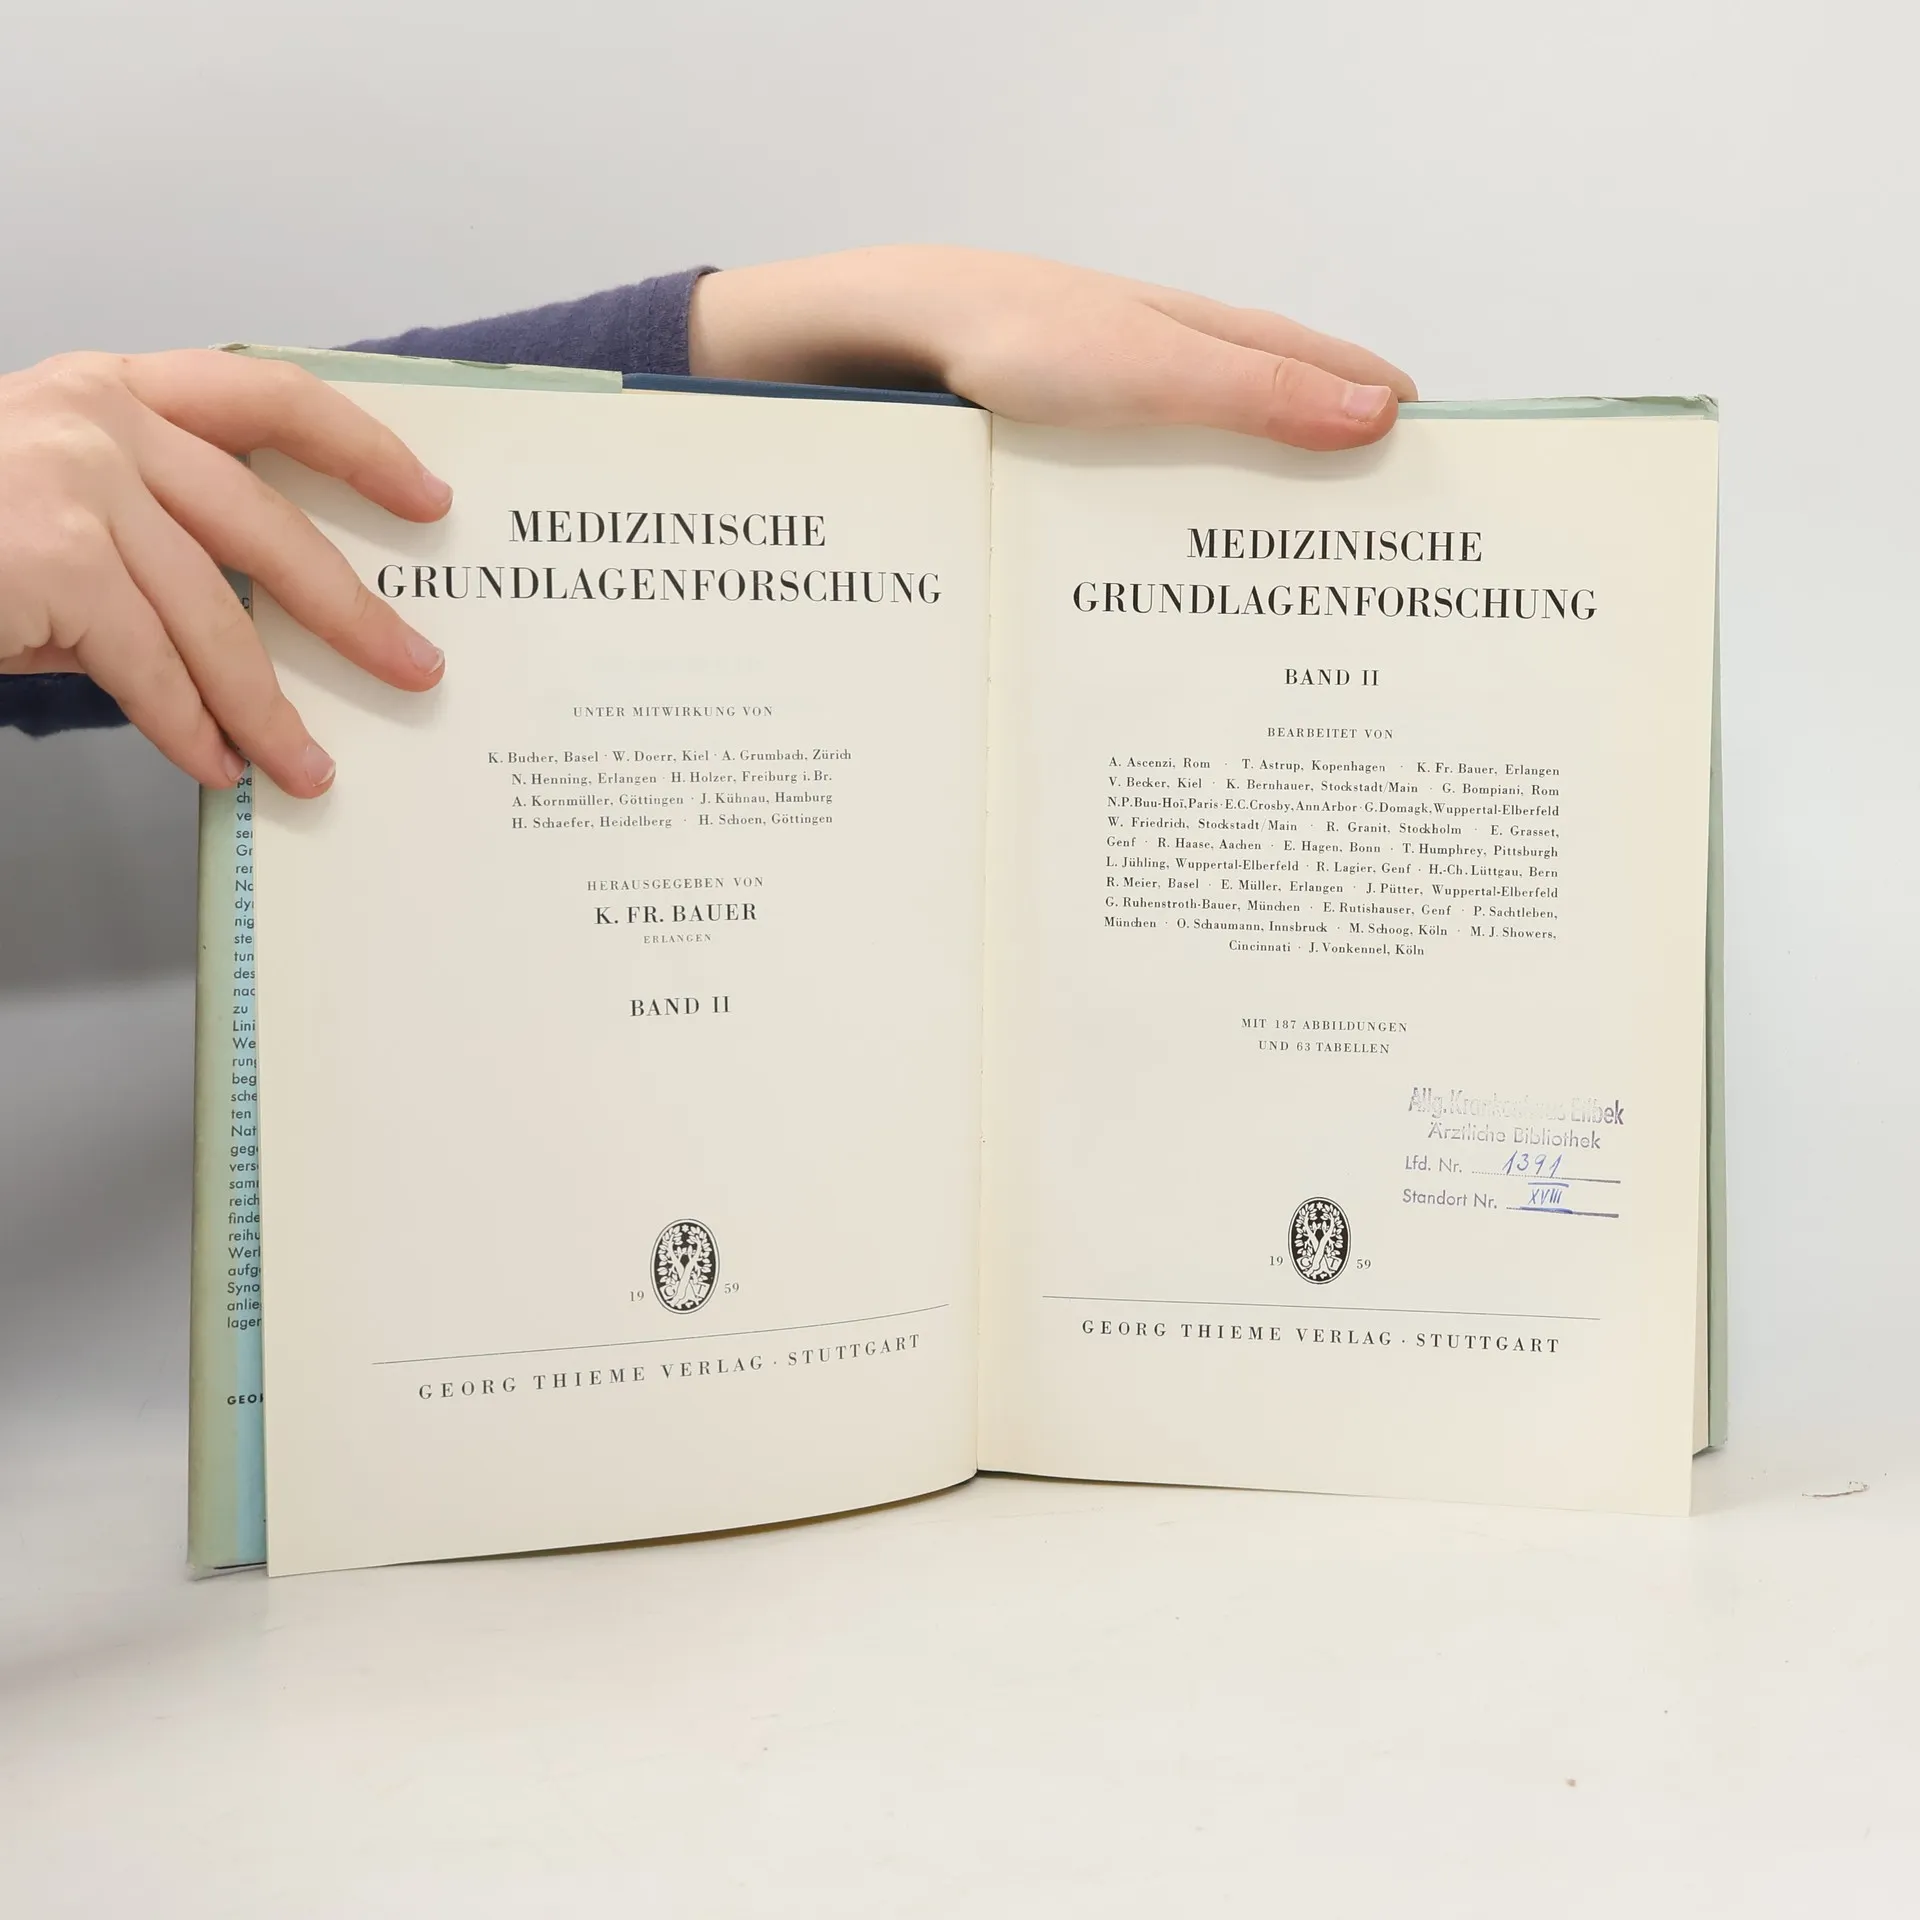 MEDIZINISCHE
GRUNDLAGENFORSCHUNG
UNTER MITWIRKUNG VON
K. Bucher, Basel · W. Doerr, Kiel · A. Grumbach, Zürich
N. Henning, Erlangen · H. Holzer, Freiburg i. Br.
A. Kornmüller, Göttingen · J. Kühnau, Hamburg
H. Schaefer, Heidelberg · H. Schoen, Göttingen
HERAUSGEGEBEN VON
K. FR. BAUER
ERLANGEN
BAND II
19 59
GEORG THIEME VERLAG · STUTTGART
MEDIZINISCHE
GRUNDLAGENFORSCHUNG
BAND II
BEARBEITET VON
A. Ascenzi, Rom · T. Astrup, Kopenhagen · K. Fr. Bauer, Erlangen
V. Becker, Kiel · K. Bernhauer, Stockstadt/Main · G. Bompiani, Rom
N.P. Buu-Hoï, Paris · E.C. Crosby, Ann Arbor · G. Domagk, Wuppertal-Elberfeld
W. Friedrich, Stockstadt/Main · R. Granit, Stockholm · E. Grasset,
Genf · R. Haase, Aachen · E. Hagen, Bonn · T. Humphrey, Pittsburgh
L. Jühling, Wuppertal-Elberfeld · R. Lagier, Genf · H.-Ch. Lüttgau, Bern
R. Meier, Basel · E. Müller, Erlangen · J. Pütter, Wuppertal-Elberfeld
G. Ruhenstroth-Bauer, München · E. Rutishauser, Genf · P. Sachtleben,
München · O. Schaumann, Innsbruck · M. Schoog, Köln · M. J. Showers,
Cincinnati · J. Vonkennel, Köln
MIT 187 ABBILDUNGEN
UND 63 TABELLEN
Allg. Krankenhaus Eilbek
Ärztliche Bibliothek
Lfd. Nr. 1391
Standort Nr. XVIII
19 59
GEORG THIEME VERLAG · STUTTGART